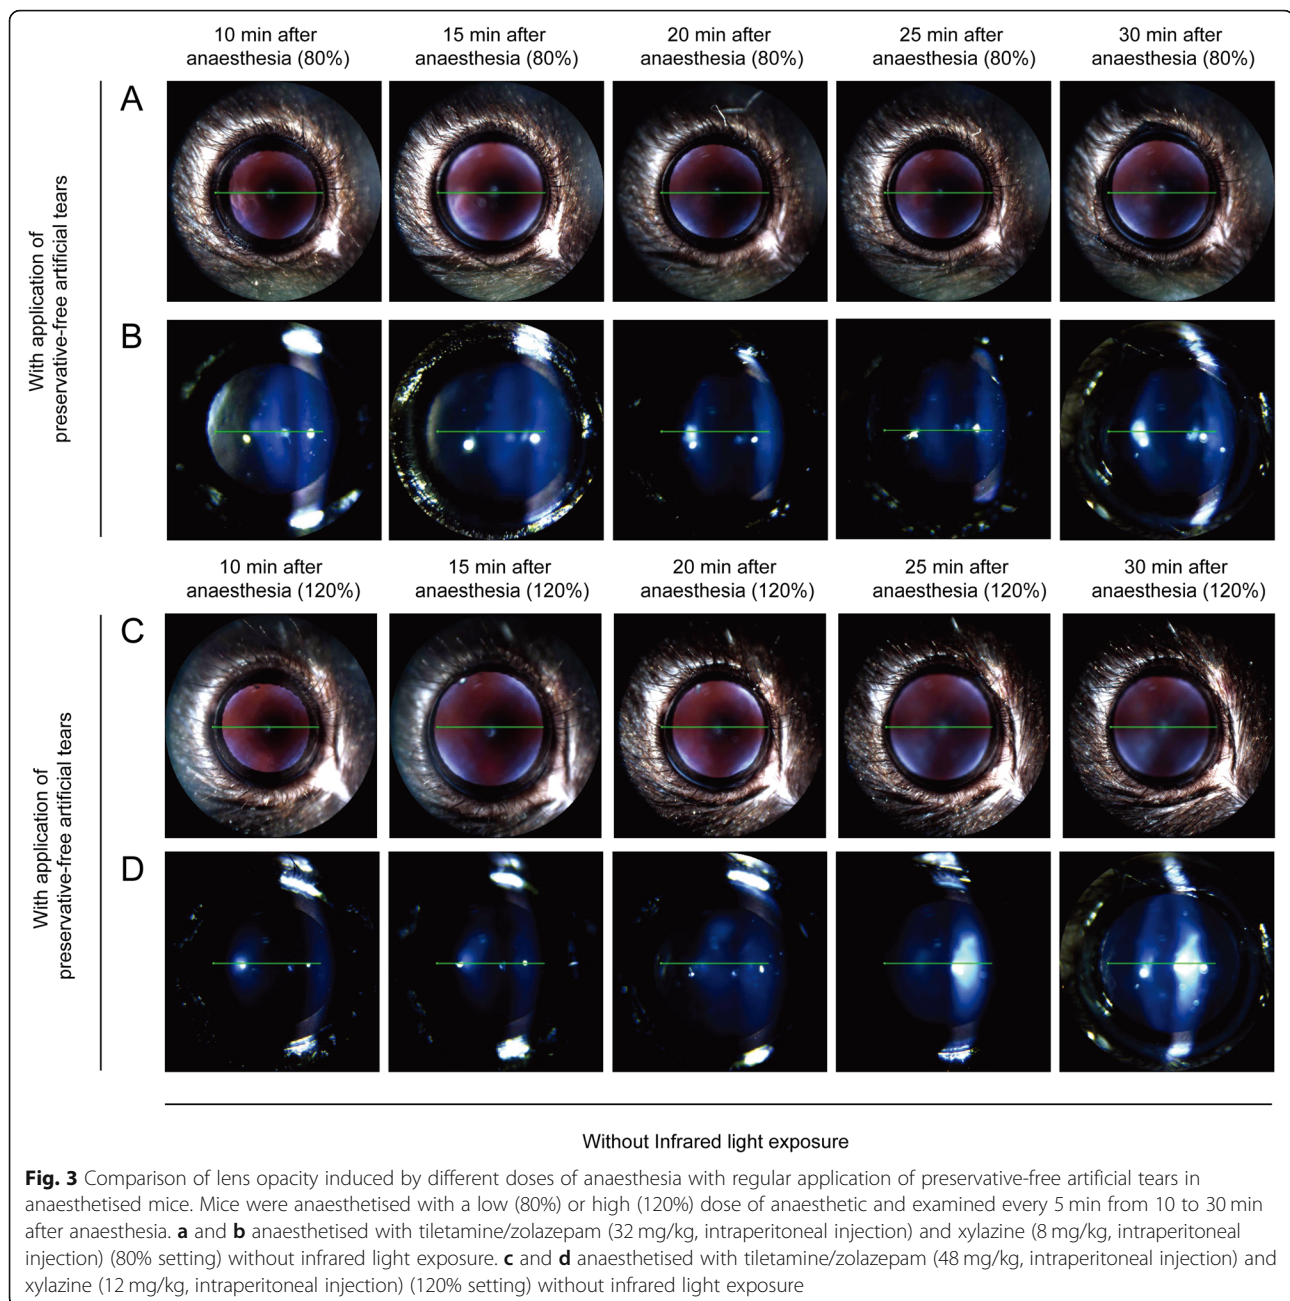 10 min after
anaesthesia (80%)
15 min after
anaesthesia (80%)
20 min after
anaesthesia (80%)
25 min after
anaesthesia (80%)
30 min after
anaesthesia (80%)
A
B
With application of
preservative-free artificial tears
10 min after
anaesthesia (120%)
15 min after
anaesthesia (120%)
20 min after
anaesthesia (120%)
25 min after
anaesthesia (120%)
30 min after
anaesthesia (120%)
C
D
With application of
preservative-free artificial tears
Without Infrared light exposure
Fig. 3 Comparison of lens opacity induced by different doses of anaesthesia with regular application of preservative-free artificial tears in
anaesthetised mice. Mice were anaesthetised with a low (80%) or high (120%) dose of anaesthetic and examined every 5 min from 10 to 30 min
after anaesthesia. a and b anaesthetised with tiletamine/zolazepam (32 mg/kg, intraperitoneal injection) and xylazine (8 mg/kg, intraperitoneal
injection) (80% setting) without infrared light exposure. c and d anaesthetised with tiletamine/zolazepam (48 mg/kg, intraperitoneal injection) and
xylazine (12 mg/kg, intraperitoneal injection) (120% setting) without infrared light exposure